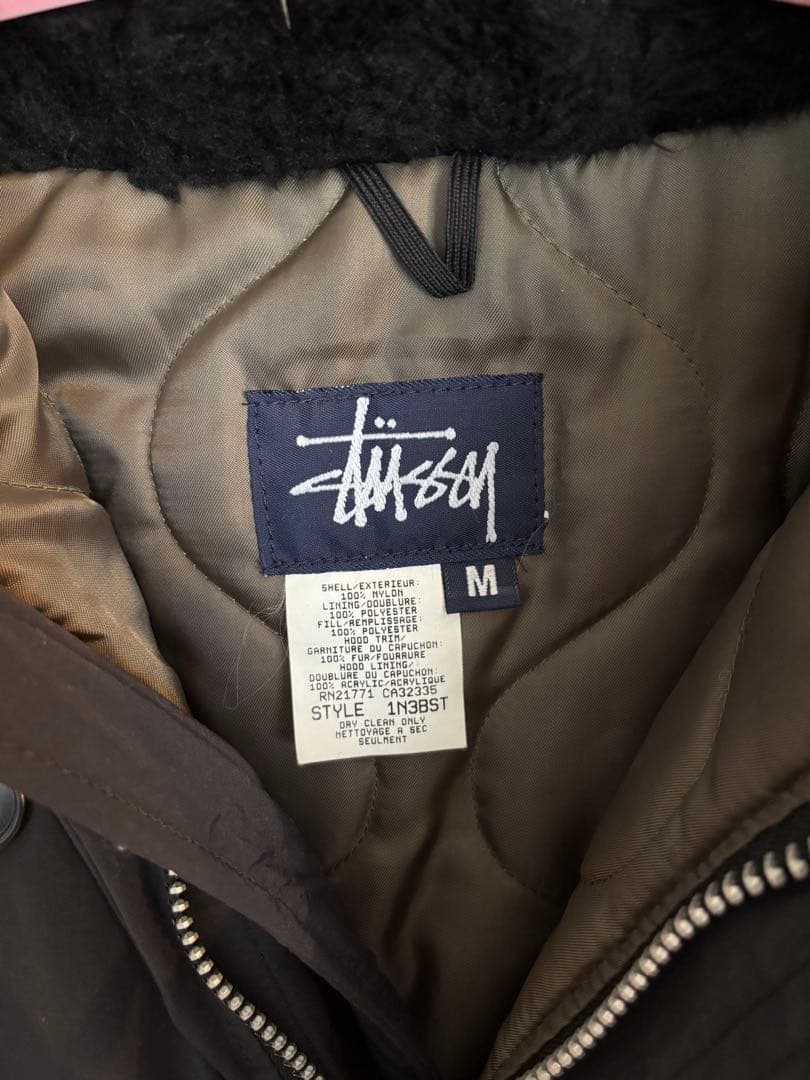 Stüssy
M
SHELL/EXTERIEUR:
100% NYLON
LINING/DOUBLURE:
100% POLYESTER
FILL/REMPLISSAGE:
100% POLYESTER
HOOD TRIM/
GARNITURE DU CAPUCHON:
100% FUR/FOURRURE
HOOD LINING/
DOUBLURE DU CAPUCHON:
100% ACRYLIC/ACRYLIQUE
RN21771 CA32335
STYLE 1N3BST
DRY CLEAN ONLY
NETTOYAGE A SEC
SEULMENT